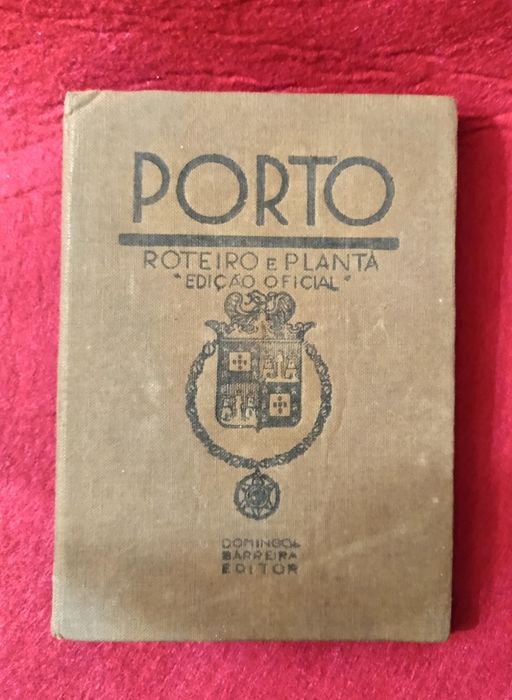 PORTO
ROTEIRO E PLANTA
"EDIÇÃO OFICIAL"
DOMINGOS
BARREIRA
EDITOR